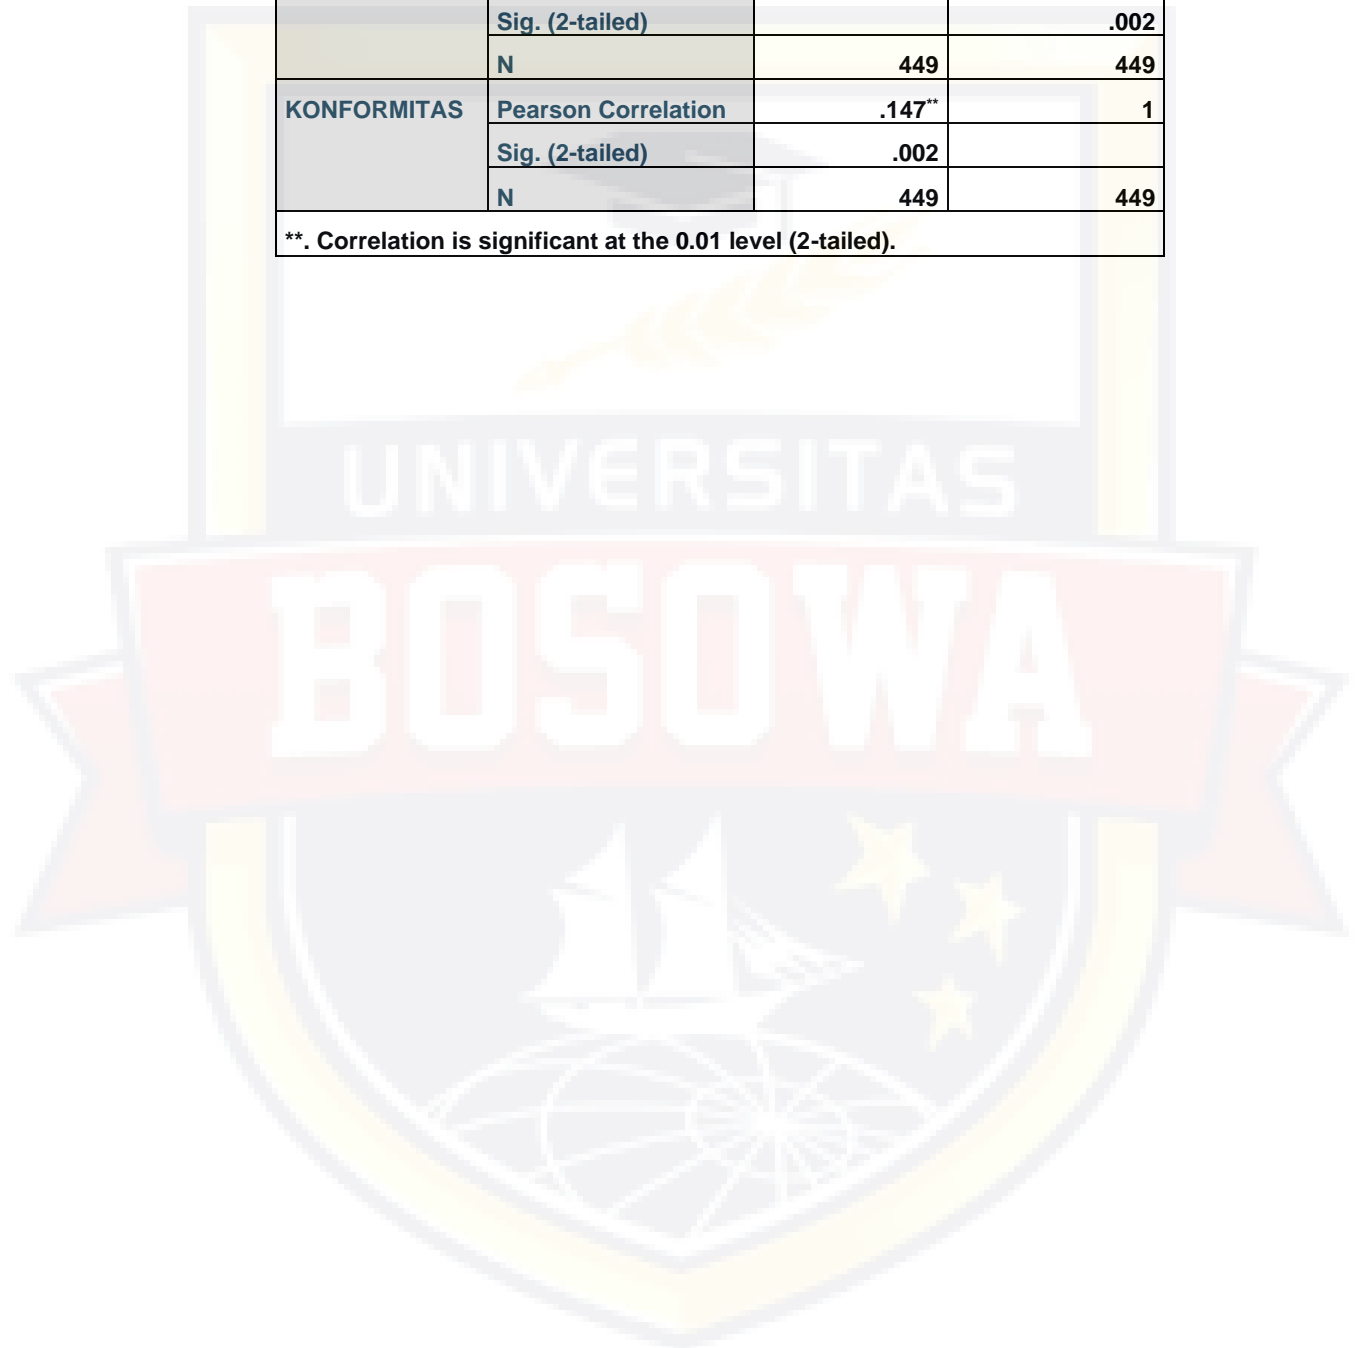 Sig. (2-tailed) .002
N 449 449
KONFORMITAS Pearson Correlation .147** 1
Sig. (2-tailed) .002
N 449 449
**. Correlation is significant at the 0.01 level (2-tailed).
UNIVERSITAS
BOSOWA